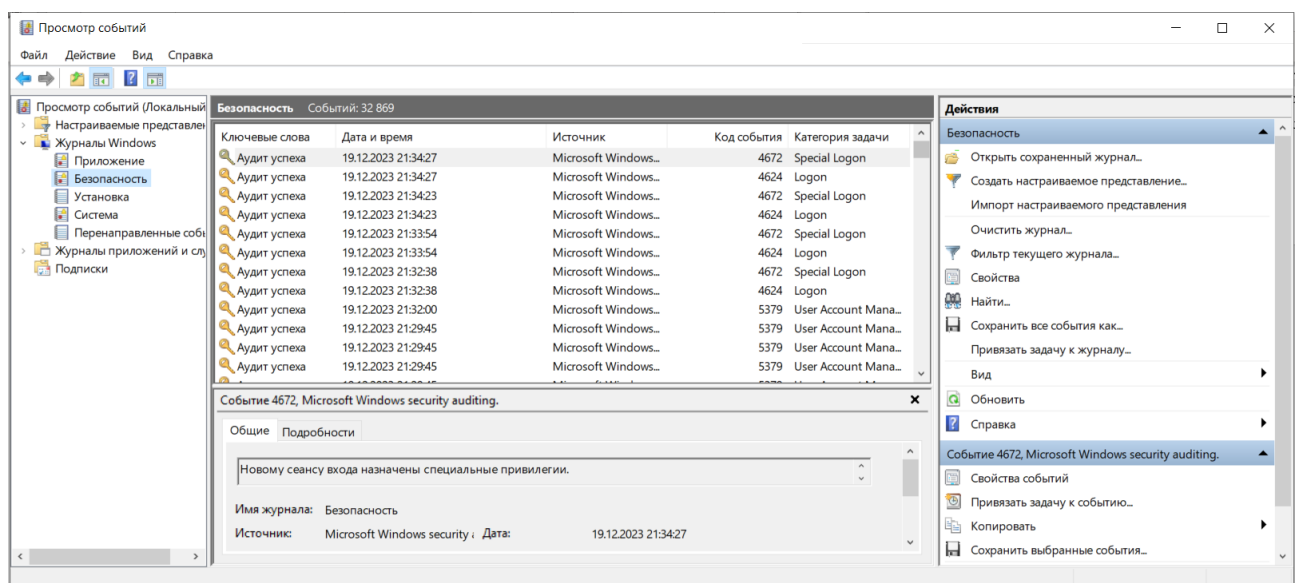 Просмотр событий
Файл Действие Вид Справка
Просмотр событий (Локальный
Настраиваемые представлен
Журналы Windows
Приложение
Безопасность
Установка
Система
Перенаправленные собы
Журналы приложений и слу
Подписки
Безопасность Событий: 32 869
Ключевые слова Дата и время Источник Код события Категория задачи
Аудит успеха 19.12.2023 21:34:27 Microsoft Windows... 4672 Special Logon
Аудит успеха 19.12.2023 21:34:27 Microsoft Windows... 4624 Logon
Аудит успеха 19.12.2023 21:34:23 Microsoft Windows... 4672 Special Logon
Аудит успеха 19.12.2023 21:34:23 Microsoft Windows... 4624 Logon
Аудит успеха 19.12.2023 21:33:54 Microsoft Windows... 4672 Special Logon
Аудит успеха 19.12.2023 21:33:54 Microsoft Windows... 4624 Logon
Аудит успеха 19.12.2023 21:32:38 Microsoft Windows... 4672 Special Logon
Аудит успеха 19.12.2023 21:32:38 Microsoft Windows... 4624 Logon
Аудит успеха 19.12.2023 21:32:00 Microsoft Windows... 5379 User Account Mana...
Аудит успеха 19.12.2023 21:29:45 Microsoft Windows... 5379 User Account Mana...
Аудит успеха 19.12.2023 21:29:45 Microsoft Windows... 5379 User Account Mana...
Аудит успеха 19.12.2023 21:29:45 Microsoft Windows... 5379 User Account Mana...
Событие 4672, Microsoft Windows security auditing.
Общие Подробности
Новому сеансу входа назначены специальные привилегии.
Имя журнала: Безопасность
Источник: Microsoft Windows security Дата: 19.12.2023 21:34:27
Действия
Безопасность
Открыть сохраненный журнал...
Создать настраиваемое представление...
Импорт настраиваемого представления
Очистить журнал...
Фильтр текущего журнала...
Свойства
Найти...
Сохранить все события как...
Привязать задачу к журналу...
Вид
Обновить
Справка
Событие 4672, Microsoft Windows security auditing.
Свойства событий
Привязать задачу к событию...
Копировать
Сохранить выбранные события...